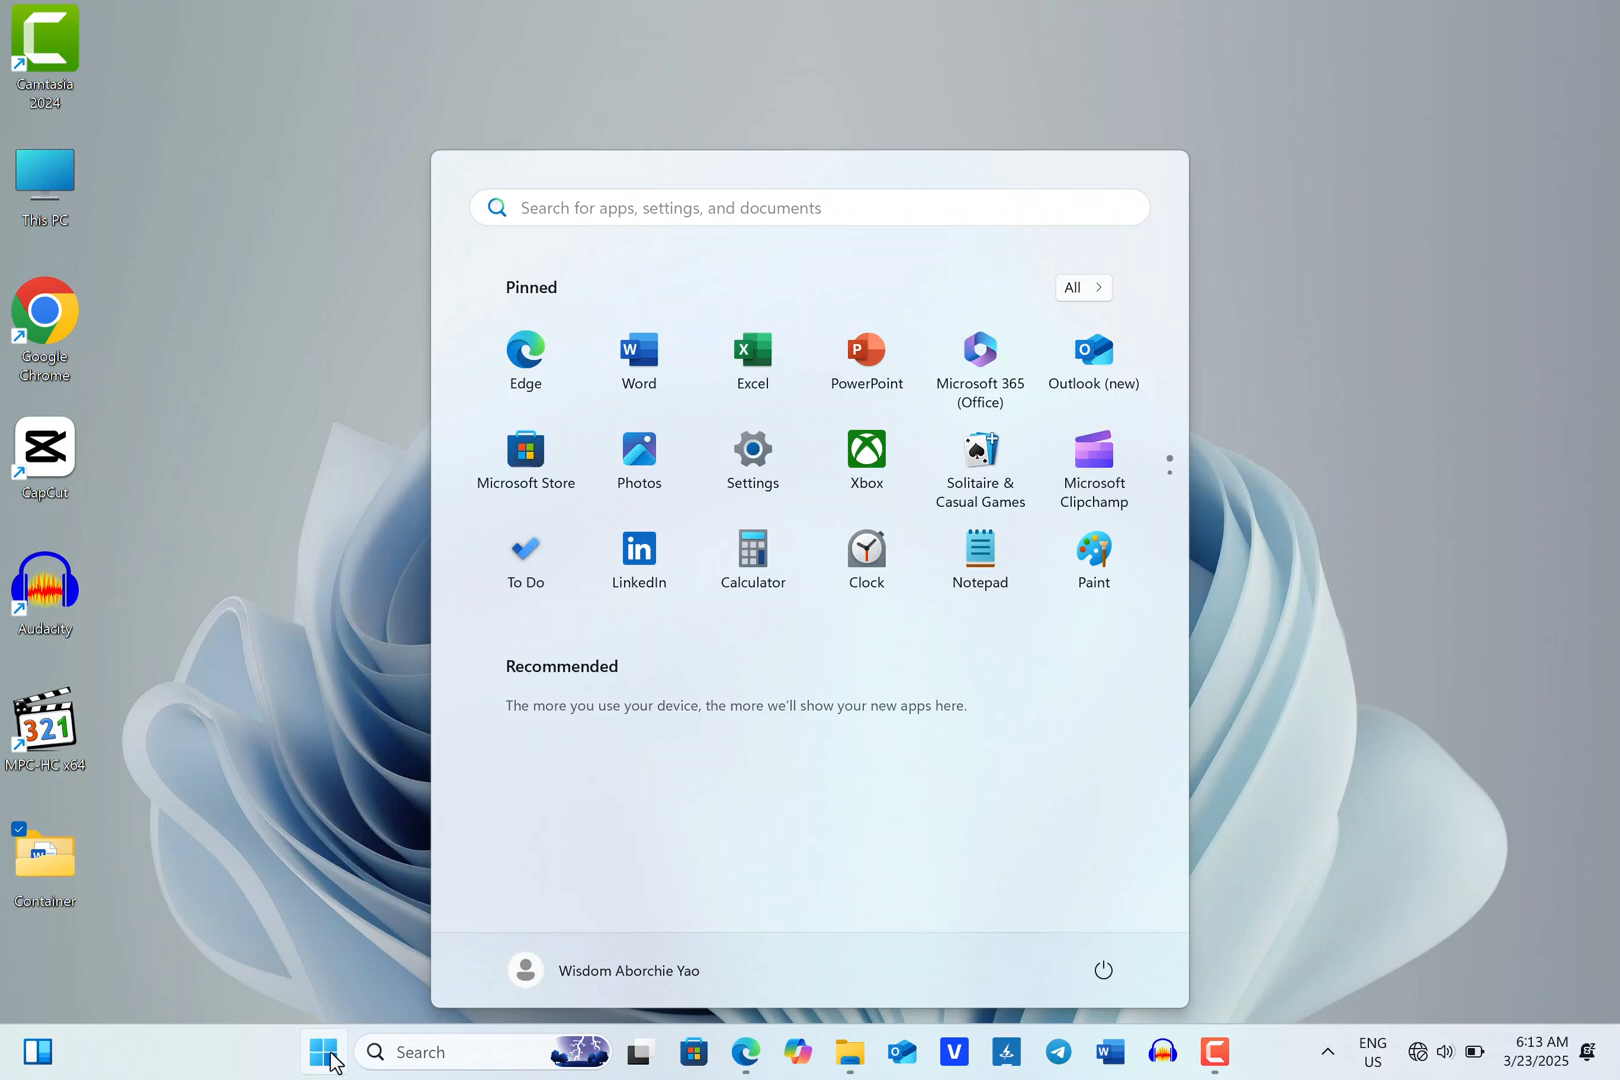 Camtasia
2024
This PC
Google
Chrome
CapCut
Audacity
321
MPC-HC x64
Container
Search for apps, settings, and documents
Pinned
All
Edge
Word
Excel
PowerPoint
Microsoft 365
(Office)
Outlook (new)
Microsoft Store
Photos
Settings
Xbox
Solitaire &
Casual Games
Microsoft
Clipchamp
To Do
LinkedIn
Calculator
Clock
Notepad
Paint
Recommended
The more you use your device, the more we'll show your new apps here.
Wisdom Aborchie Yao
Search
ENG
US
6:13 AM
3/23/2025